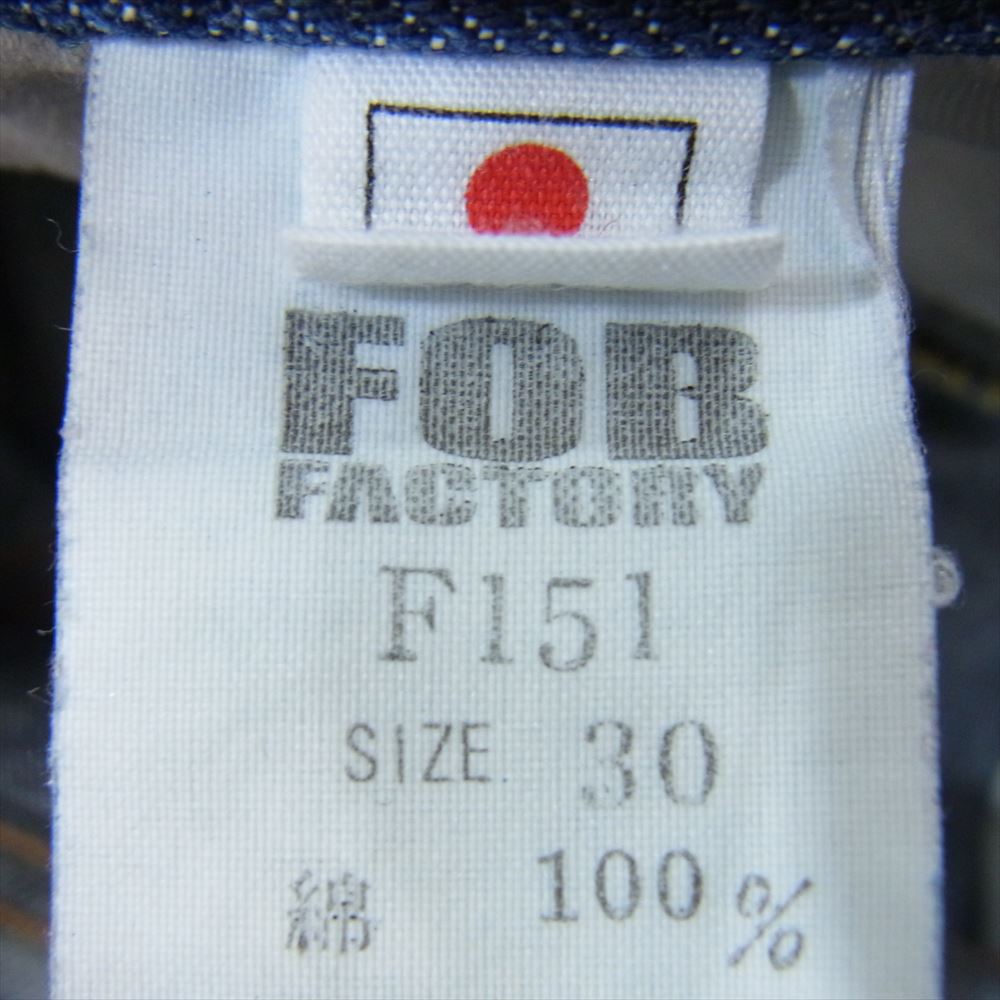 FOB
FACTORY
F151
SIZE 30
綿 100%